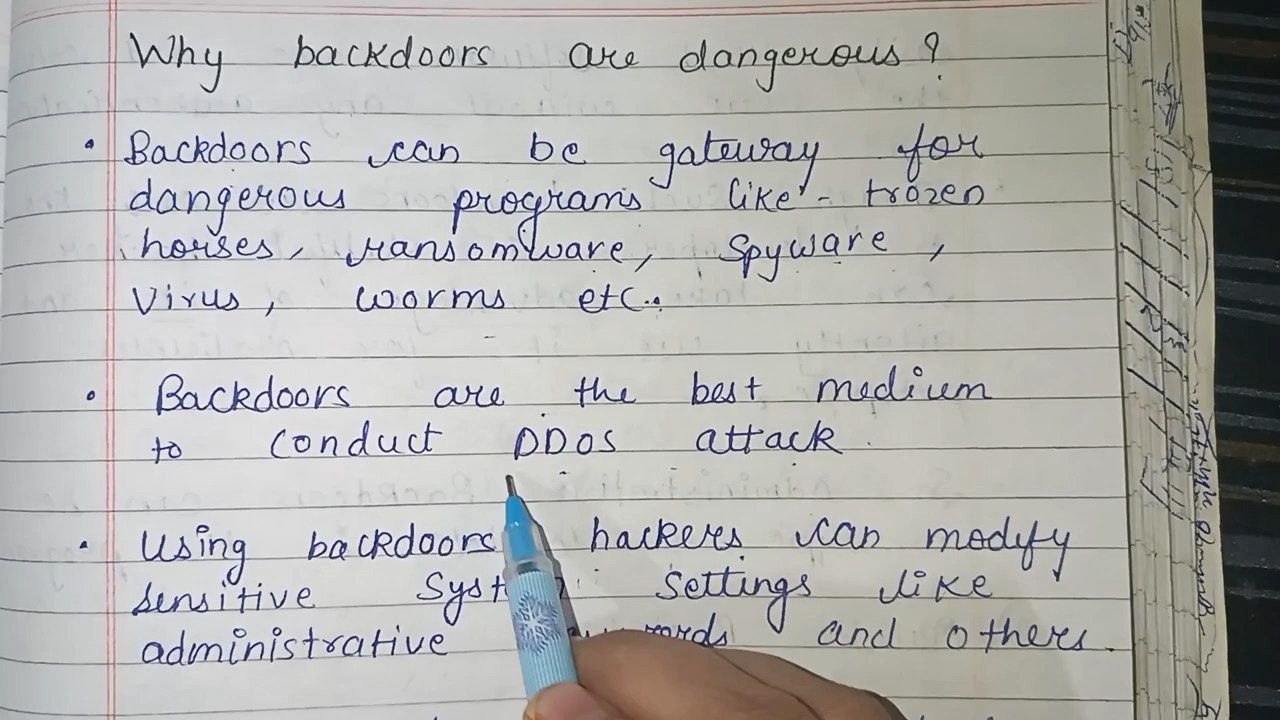 Why backdoors are dangerous?
• Backdoors can be gateway for
dangerous programs like - trozen
horses, ransomware, Spyware,
Virus, worms etc..
• Backdoors are the best medium
to conduct DDoS attack.
• Using backdoors hackers can modify
sensitive settings like
administrative and others.